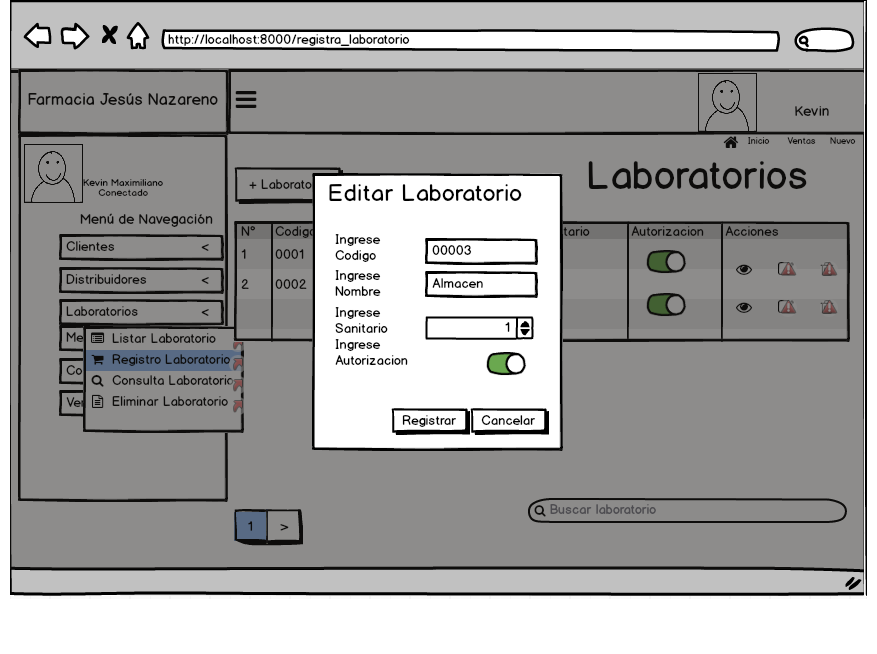 http://localhost:8000/registra_laboratorio
Farmacia Jesús Nazareno
Kevin
Inicio Ventas Nuevo
Kevin Maximiliano
Conectado
Menú de Navegación
Clientes <
Distribuidores <
Laboratorios <
Me
Listar Laboratorio
Registro Laboratorio
Co
Consulta Laboratorio
Ver
Eliminar Laboratorio
+ Laborato
Laboratorios
N° Codigo tario Autorizacion Acciones
1 0001
2 0002
Editar Laboratorio
Ingrese
Codigo
00003
Ingrese
Nombre
Almacen
Ingrese
Sanitario
1
Ingrese
Autorizacion
Registrar Cancelar
Buscar laboratorio
1 >